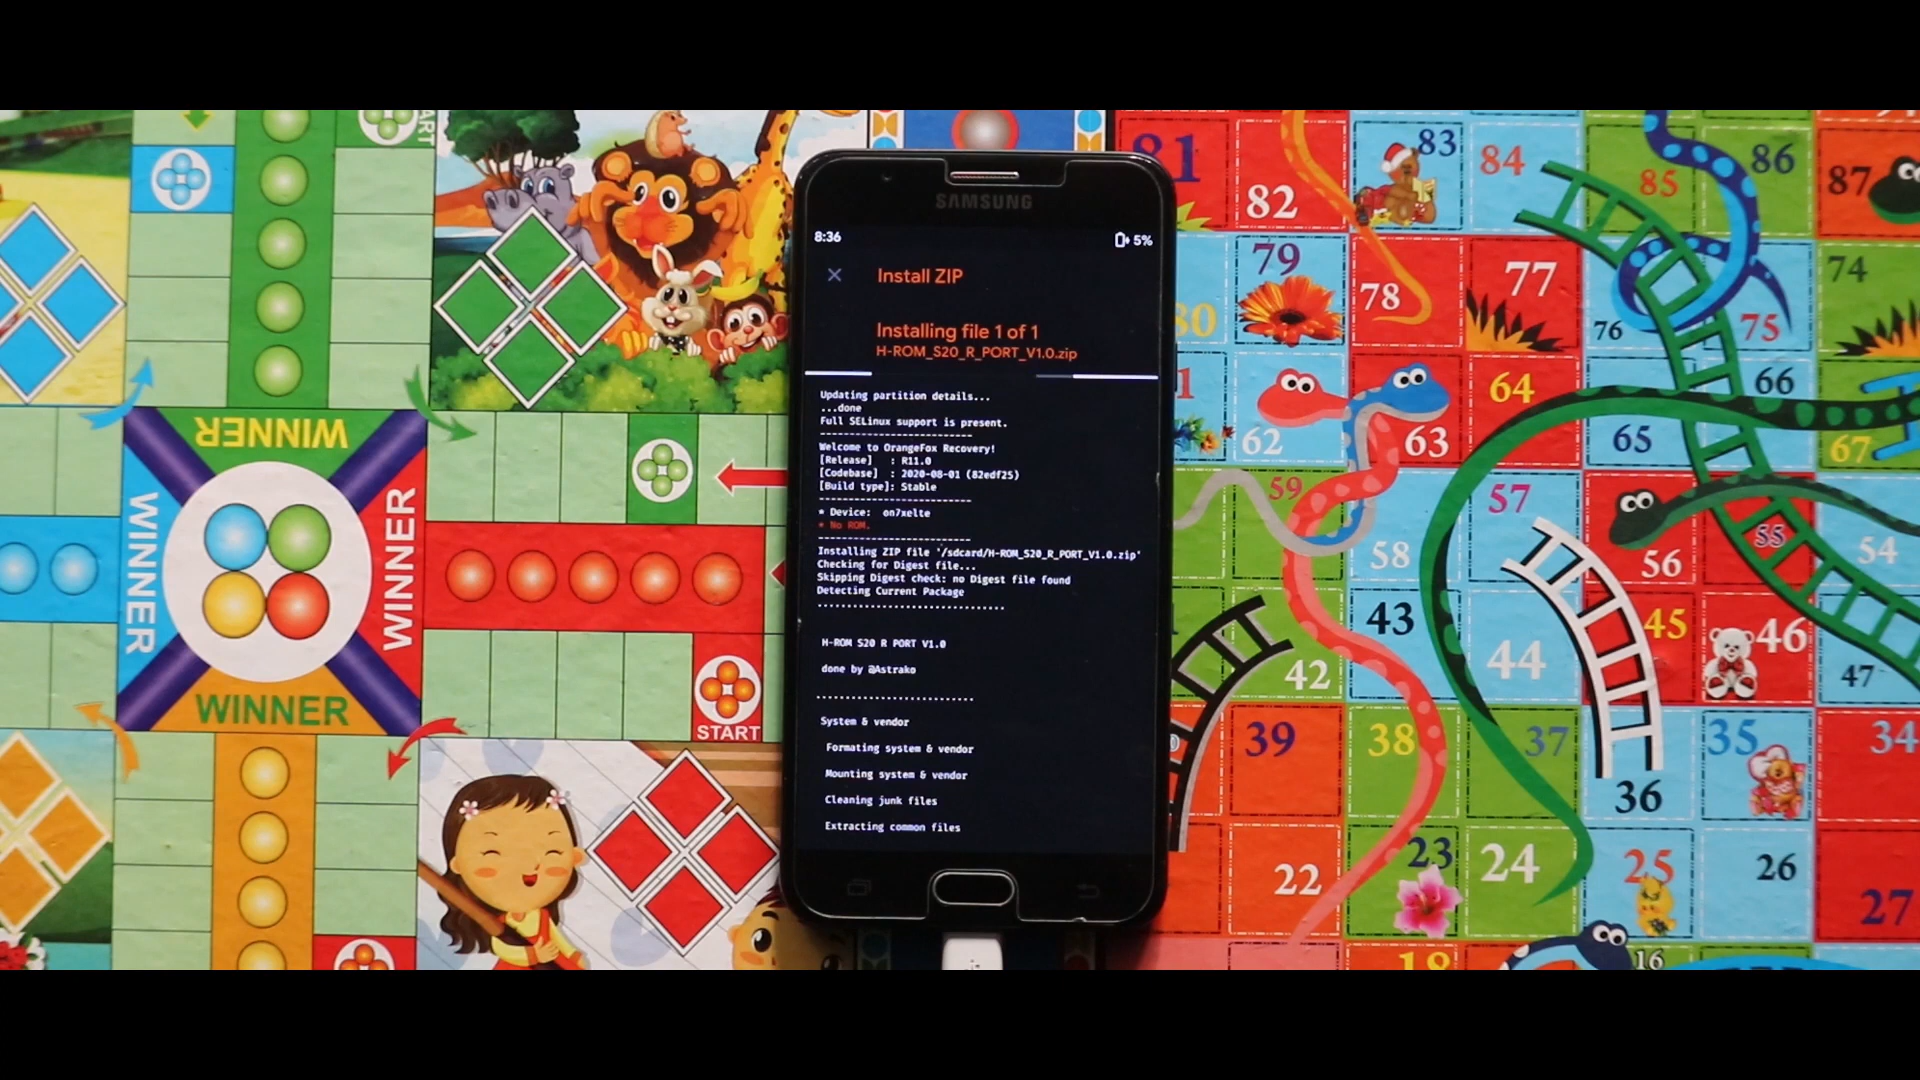 SAMSUNG
8:36
5%
Install ZIP
Installing file 1 of 1
H-ROM_S20_R_PORT_V1.0.zip
Updating partition details...
...done
Full SELinux support is present.
Welcome to OrangeFox Recovery!
[Release] : R11.0
[Codebase] : 2020-08-01 (82edf25)
[Build type]: Stable
* Device: on7xelte
* No ROM.
Installing ZIP file '/sdcard/H-ROM_S20_R_PORT_V1.0.zip'
Checking for Digest file...
Skipping Digest check: no Digest file found
Detecting Current Package
H-ROM S20 R PORT V1.0
done by @Astrako
System & vendor
Formating system & vendor
Mounting system & vendor
Cleaning junk files
Extracting common files
WINNER
WINNER
WINNER
WINNER
START
81
82
83
84
85
86
87
80
79
78
77
76
75
74
62
63
64
65
66
67
59
58
57
56
55
54
42
43
44
45
46
47
39
38
37
36
35
34
22
23
24
25
26
27
18
16